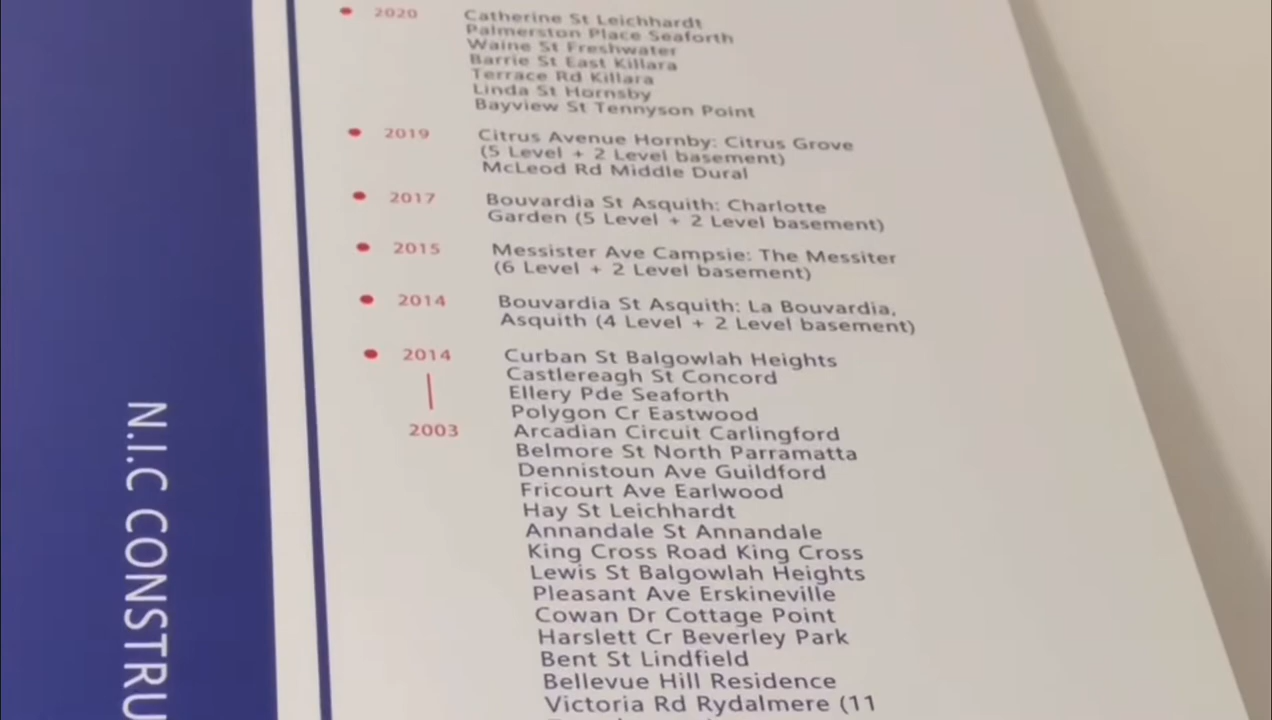 2020
Catherine St Leichhardt
Palmerston Place Seaforth
Waine St Freshwater
Barrie St East Killara
Terrace Rd Killara
Linda St Hornsby
Bayview St Tennyson Point
2019
Citrus Avenue Hornby: Citrus Grove
(5 Level + 2 Level basement)
McLeod Rd Middle Dural
2017
Bouvardia St Asquith: Charlotte
Garden (5 Level + 2 Level basement)
2015
Messister Ave Campsie: The Messiter
(6 Level + 2 Level basement)
2014
Bouvardia St Asquith: La Bouvardia,
Asquith (4 Level + 2 Level basement)
2014
2003
Curban St Balgowlah Heights
Castlereagh St Concord
Ellery Pde Seaforth
Polygon Cr Eastwood
Arcadian Circuit Carlingford
Belmore St North Parramatta
Dennistoun Ave Guildford
Fricourt Ave Earlwood
Hay St Leichhardt
Annandale St Annandale
King Cross Road King Cross
Lewis St Balgowlah Heights
Pleasant Ave Erskineville
Cowan Dr Cottage Point
Harslett Cr Beverley Park
Bent St Lindfield
Bellevue Hill Residence
Victoria Rd Rydalmere (11
N.I.C CONSTRU